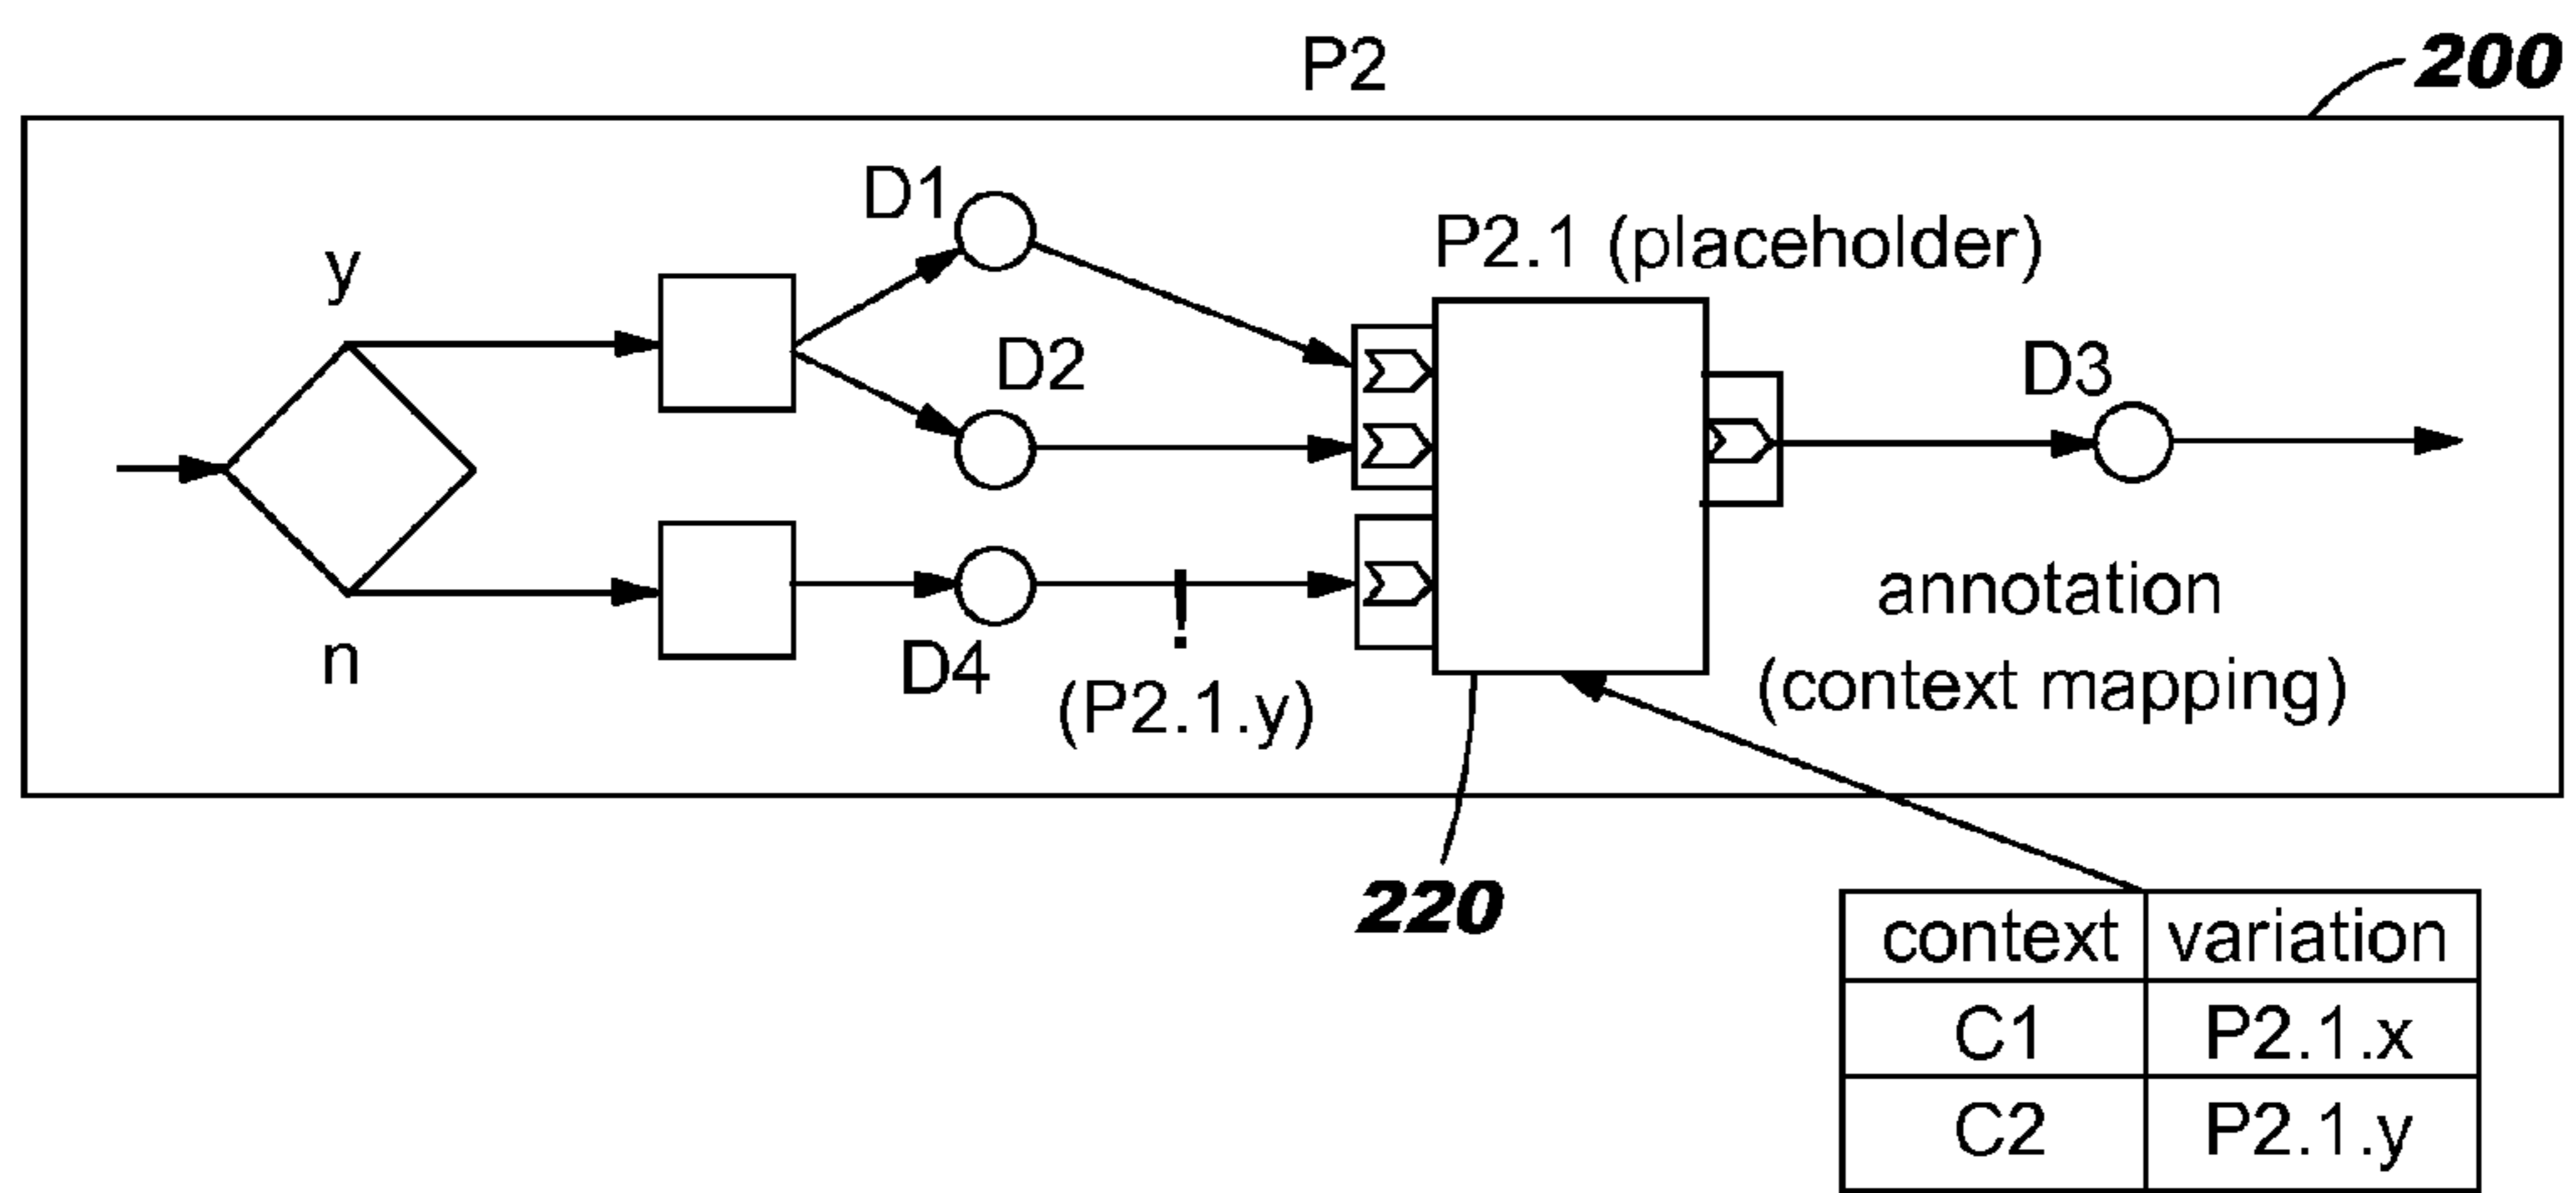 P2
200
D1
y
P2.1 (placeholder)
D2
D3
n
D4
!
(P2.1.y)
annotation
(context mapping)
220
context variation
C1 P2.1.x
C2 P2.1.y